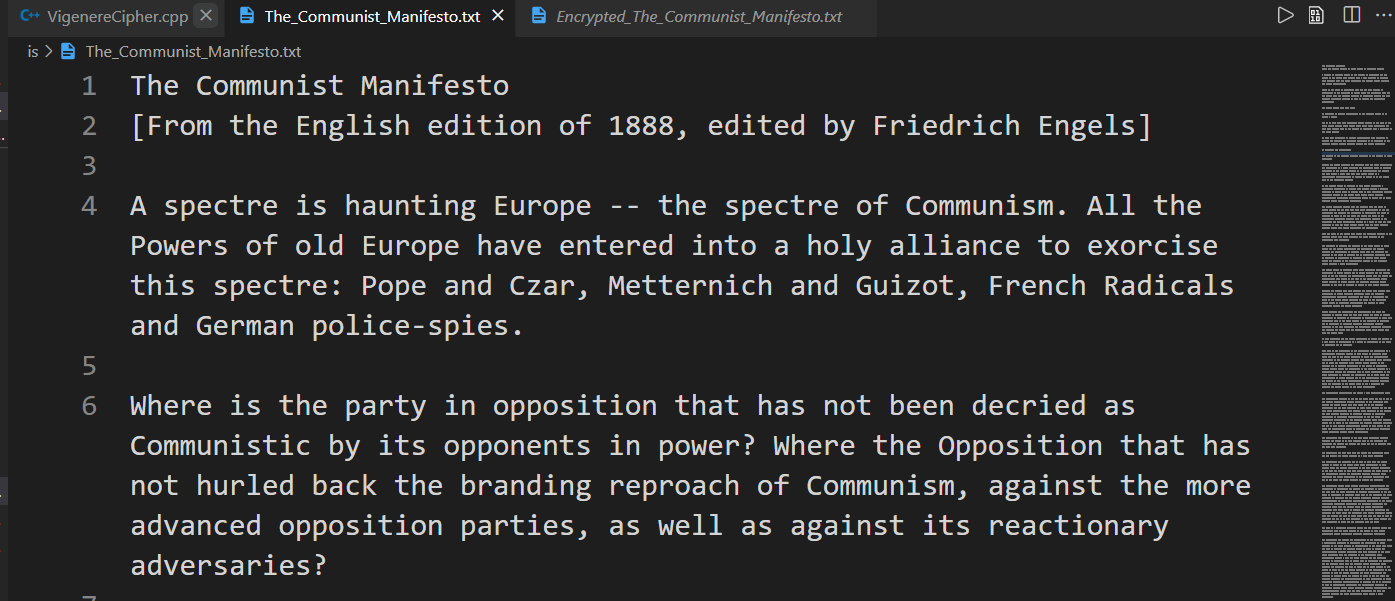 VigenereCipher.cpp The_Communist_Manifesto.txt Encrypted_The_Communist_Manifesto.txt
is > The_Communist_Manifesto.txt
1 The Communist Manifesto
2 [From the English edition of 1888, edited by Friedrich Engels]
3
4 A spectre is haunting Europe -- the spectre of Communism. All the
Powers of old Europe have entered into a holy alliance to exorcise
this spectre: Pope and Czar, Metternich and Guizot, French Radicals
and German police-spies.
5
6 Where is the party in opposition that has not been decried as
Communistic by its opponents in power? Where the Opposition that has
not hurled back the branding reproach of Communism, against the more
advanced opposition parties, as well as against its reactionary
adversaries?